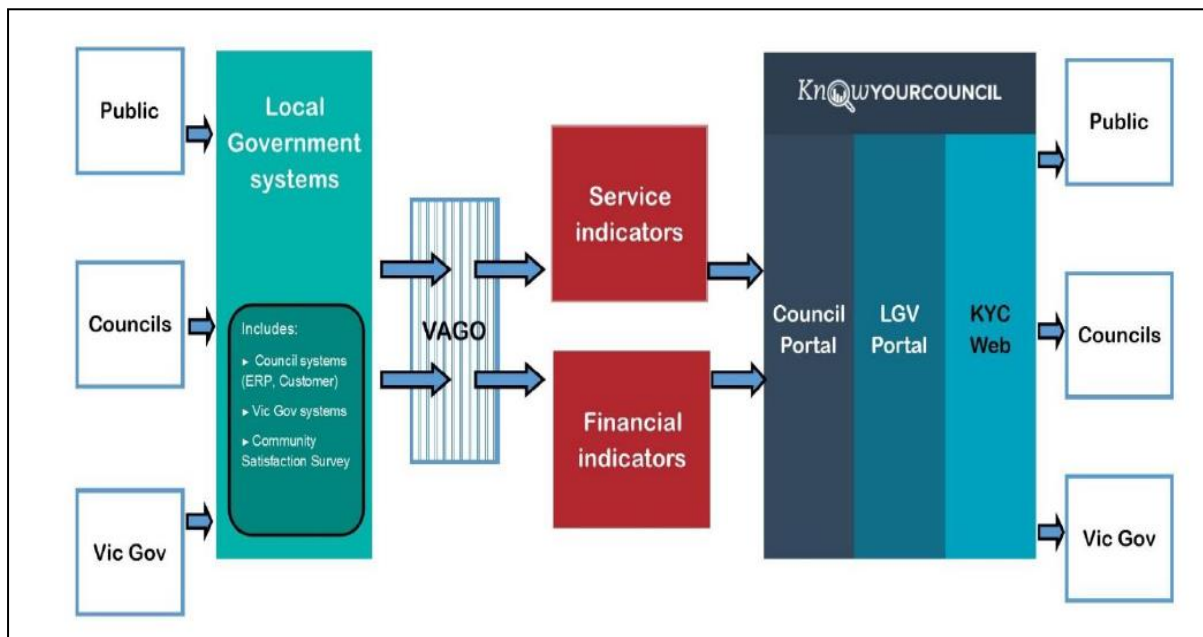 Public
Councils
Vic Gov
Local
Government
systems
Includes:
► Council systems
(ERP, Customer)
► Vic Gov systems
► Community
Satisfaction Survey
VAGO
Service
indicators
Financial
indicators
KnowYOURCOUNCIL
Council
Portal
LGV
Portal
KYC
Web
Public
Councils
Vic Gov